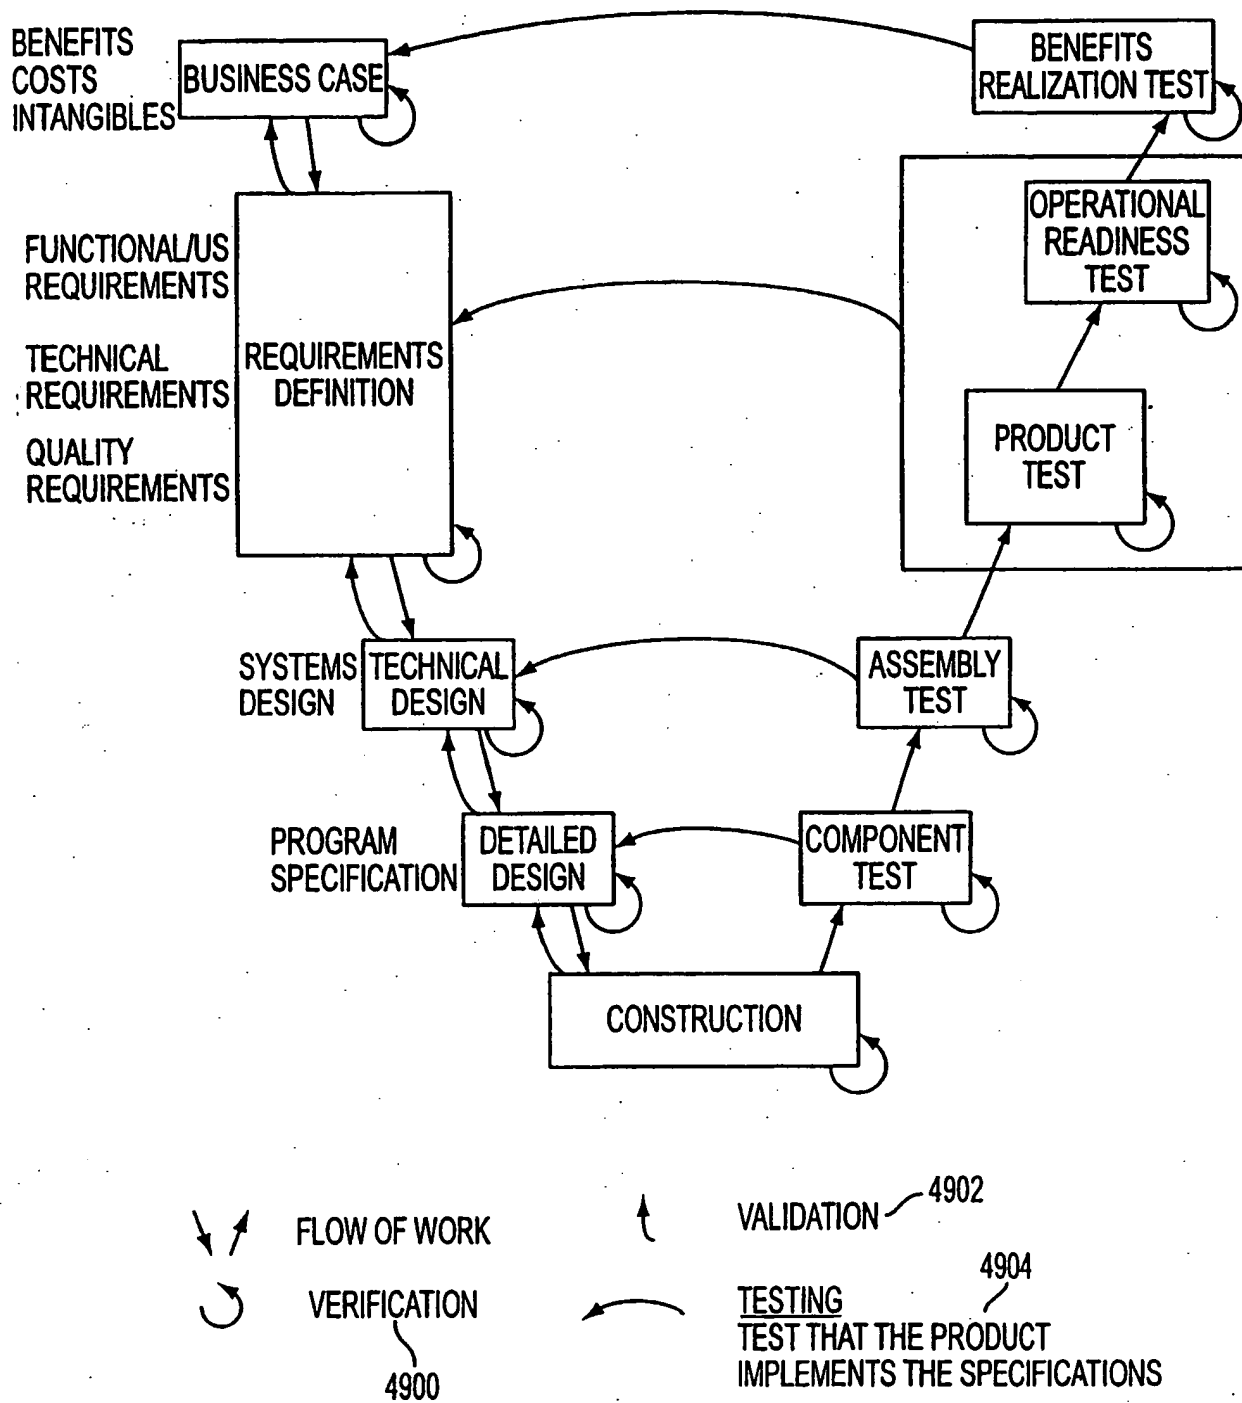 BENEFITS
COSTS
INTANGIBLES
BUSINESS CASE
BENEFITS
REALIZATION TEST
OPERATIONAL
READINESS
TEST
FUNCTIONAL/US
REQUIREMENTS
TECHNICAL
REQUIREMENTS
QUALITY
REQUIREMENTS
REQUIREMENTS
DEFINITION
PRODUCT
TEST
SYSTEMS
DESIGN
TECHNICAL
DESIGN
ASSEMBLY
TEST
PROGRAM
SPECIFICATION
DETAILED
DESIGN
COMPONENT
TEST
CONSTRUCTION
FLOW OF WORK
VALIDATION
4902
VERIFICATION
4900
4904
TESTING
TEST THAT THE PRODUCT
IMPLEMENTS THE SPECIFICATIONS